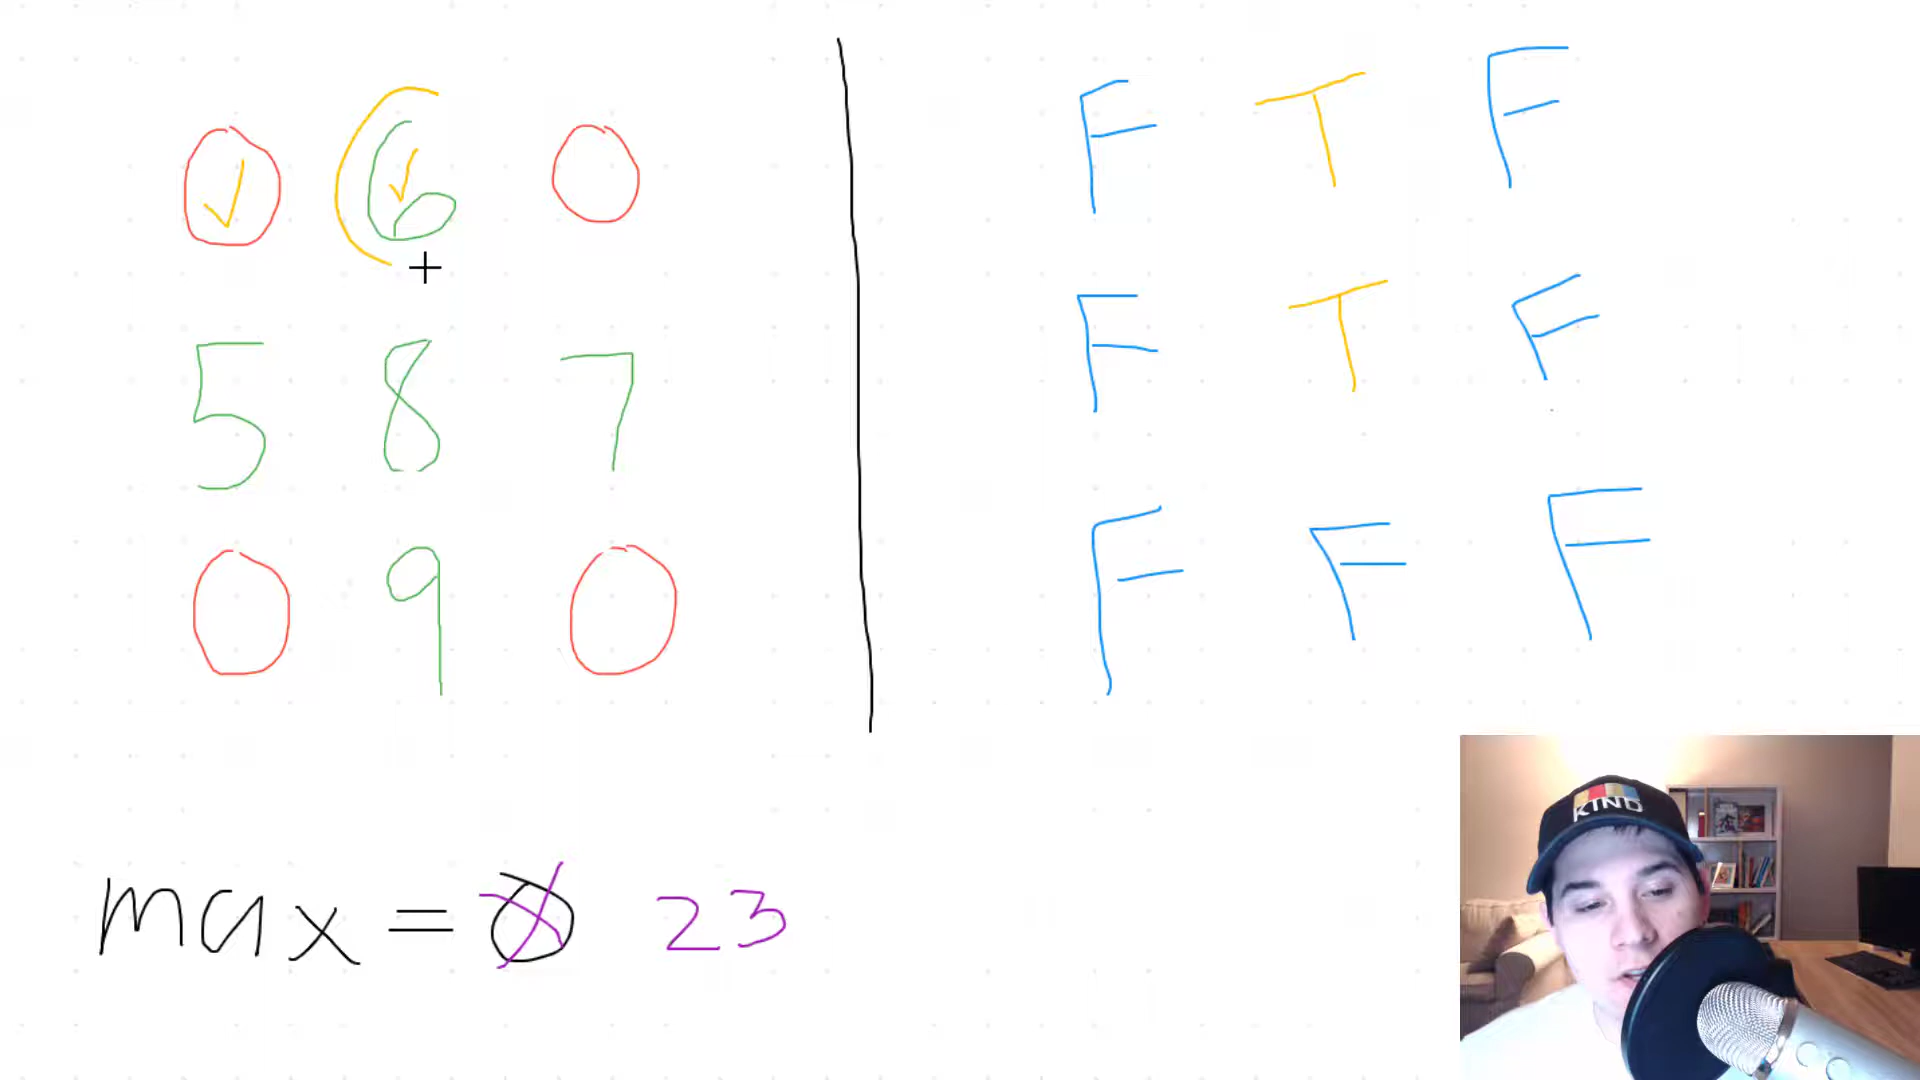 0 6 0 F T F
5 8 7 F T F
0 9 0 F F F
max = 0 23
KIND